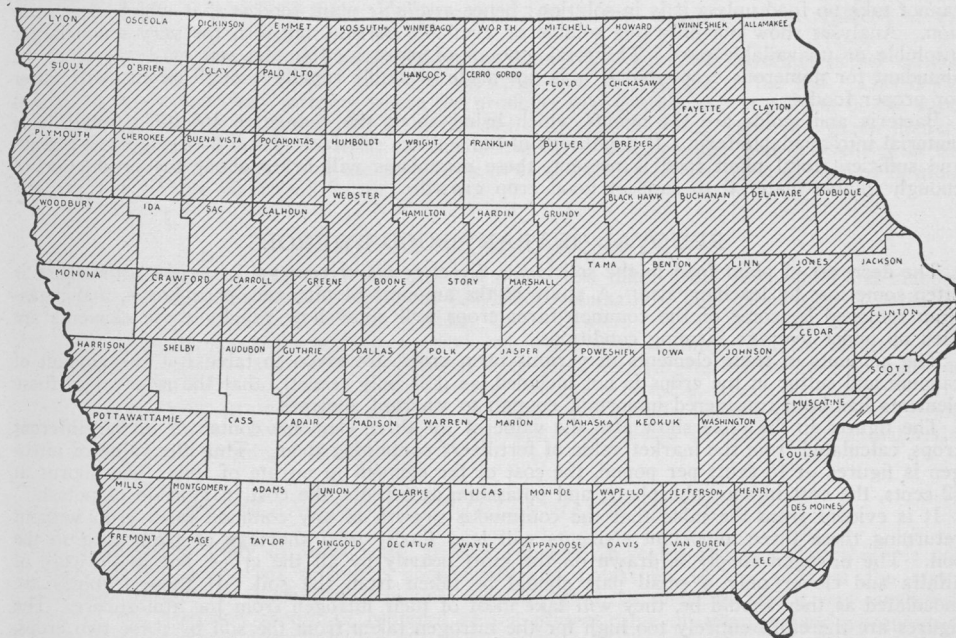 LYON OSCEOLA DICKINSON EMMET KOSSUTH WINNEBAGO WORTH MITCHELL HOWARD WINNESHIEK ALLAMAKEE
SIOUX O'BRIEN CLAY PALO ALTO HANCOCK CERRO GORDO FLOYD CHICKASAW
FAYETTE CLAYTON
PLYMOUTH CHEROKEE BUENA VISTA POCAHONTAS HUMBOLDT WRIGHT FRANKLIN BUTLER BREMER
WOODBURY IDA SAC CALHOUN WEBSTER HAMILTON HARDIN GRUNDY BLACK HAWK BUCHANAN DELAWARE DUBUQUE
MONONA CRAWFORD CARROLL GREENE BOONE STORY MARSHALL TAMA BENTON LINN JONES JACKSON
CLINTON
HARRISON SHELBY AUDUBON GUTHRIE DALLAS POLK JASPER POWESHIEK IOWA JOHNSON CEDAR
SCOTT
MUSCATINE
POTTAWATTAMIE CASS ADAIR MADISON WARREN MARION MAHASKA KEOKUK WASHINGTON
LOUISA
MILLS MONTGOMERY ADAMS UNION CLARKE LUCAS MONROE WAPELLO JEFFERSON HENRY
DES MOINES
FREMONT PAGE TAYLOR RINGGOLD DECATUR WAYNE APPANOOSE DAVIS VAN BUREN
LEE